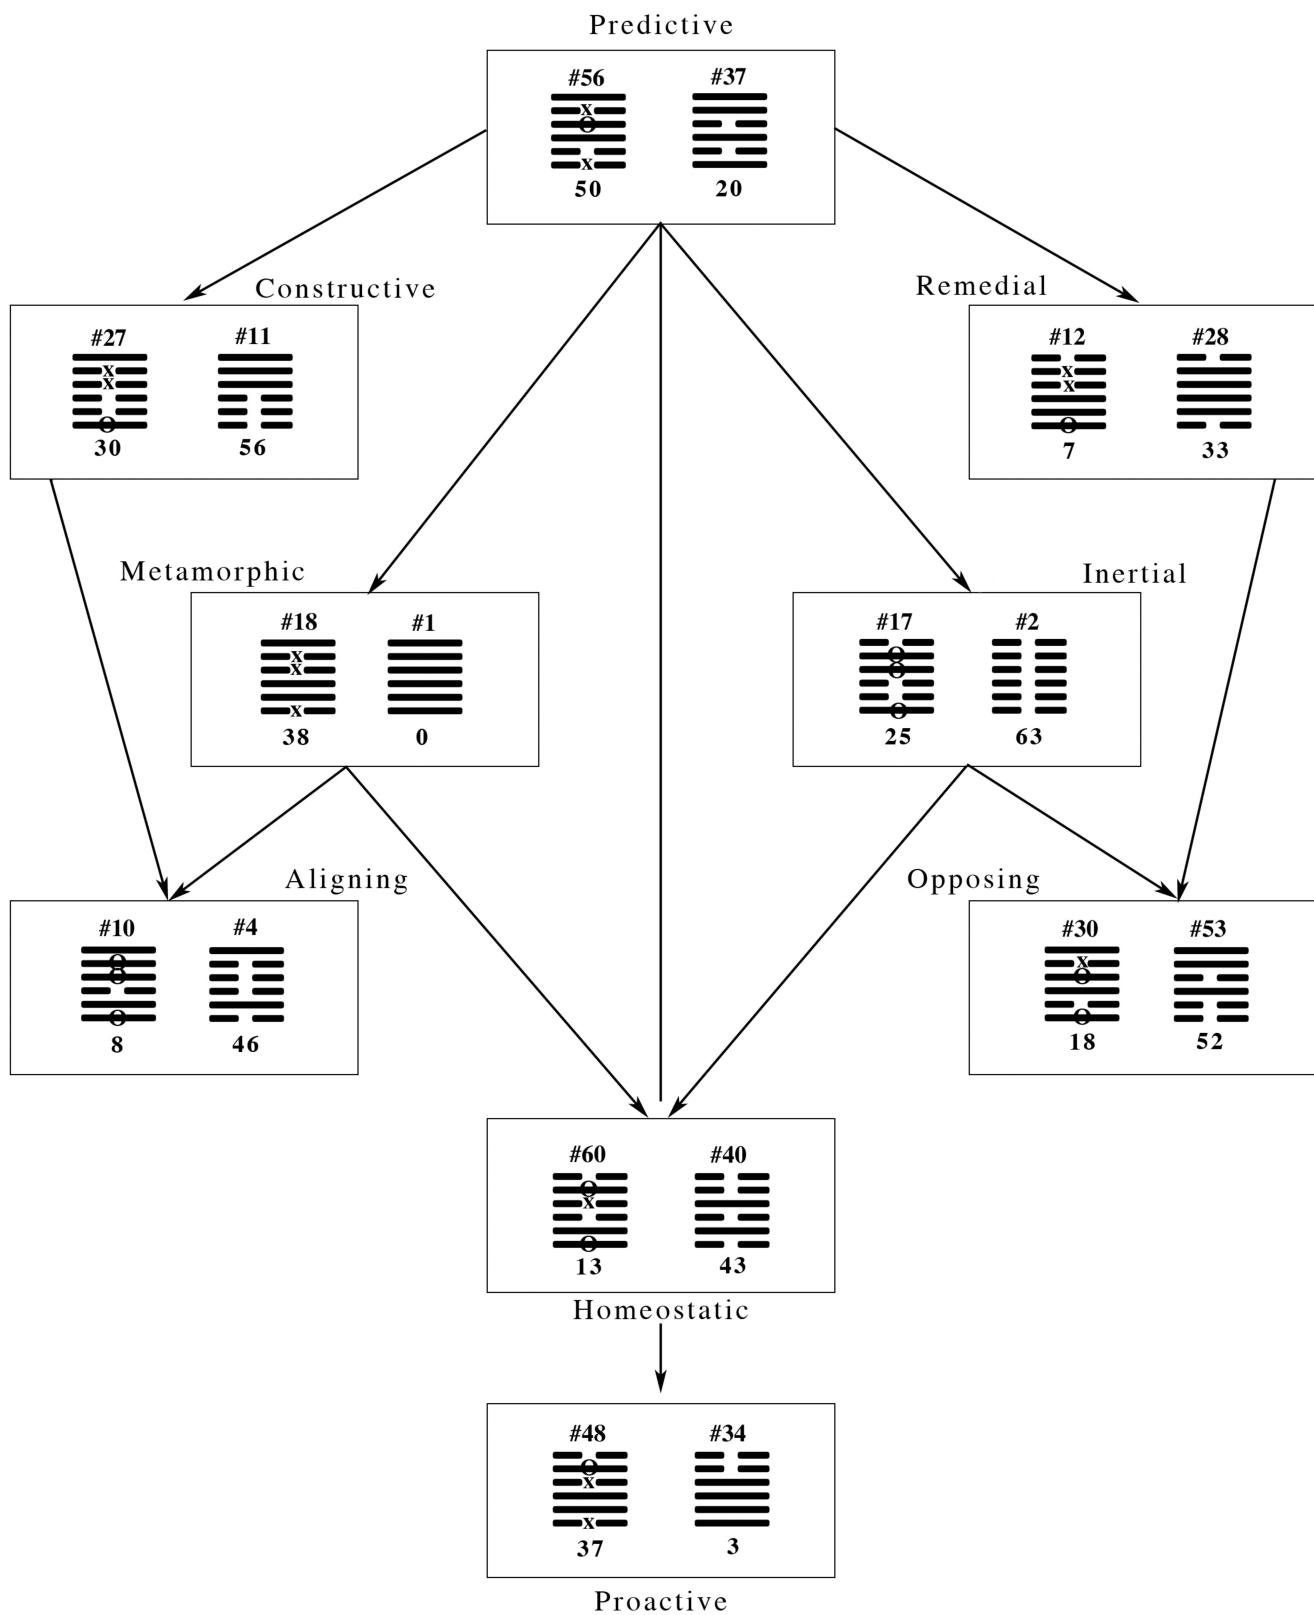 Predictive
#56 #37
x
O
x
50 20
Constructive
Remedial
#27 #11
x
x
O
30 56
#12 #28
x
x
O
7 33
Metamorphic
Inertial
#18 #1
x
x
x
38 0
#17 #2
O
O
O
25 63
Aligning
Opposing
#10 #4
O
O
O
8 46
#30 #53
x
O
O
18 52
#60 #40
O
x
O
13 43
Homeostatic
#48 #34
O
x
x
37 3
Proactive